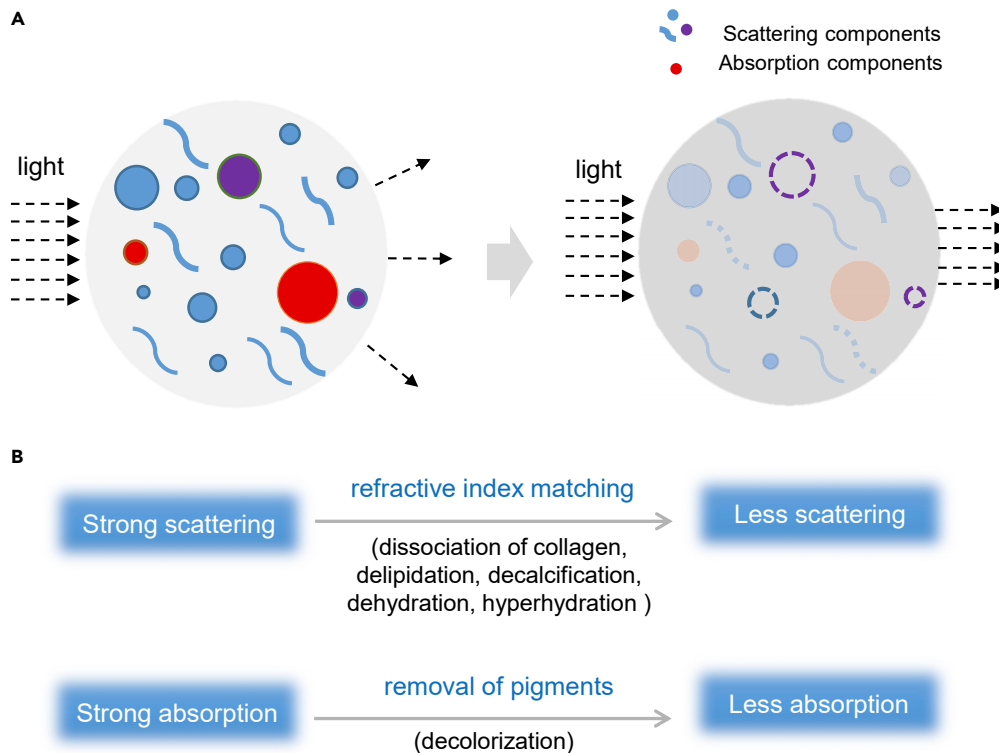 A
Scattering components
Absorption components
light
light
B
refractive index matching
Strong scattering
Less scattering
(dissociation of collagen,
delipidation, decalcification,
dehydration, hyperhydration )
removal of pigments
Strong absorption
Less absorption
(decolorization)